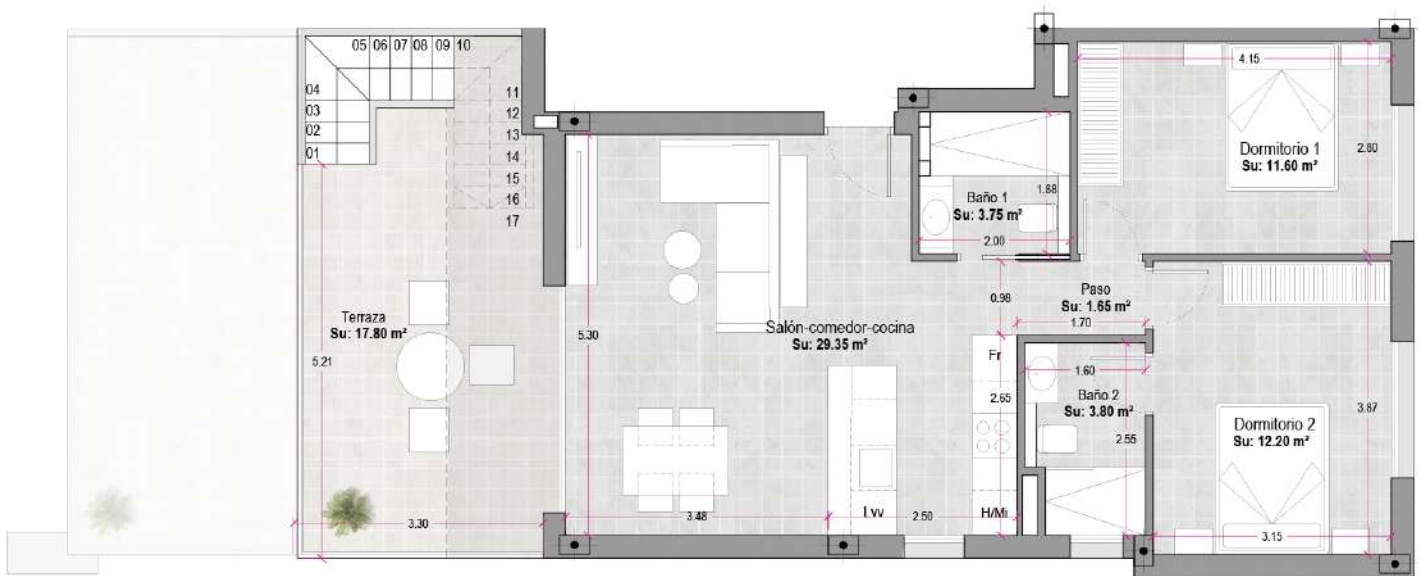 05 06 07 08 09 10
04
03
02
01
11
12
13
14
15
16
17
Terraza
Su: 17.80 m²
5.21
3.30
5.30
Salón-comedor-cocina
Su: 29.35 m²
3.48
2.50
Lvv
H/Mi
Fr
2.65
0.98
Baño 1
Su: 3.75 m²
1.88
2.00
Paso
Su: 1.65 m²
1.70
1.60
Baño 2
Su: 3.80 m²
2.55
4.15
Dormitorio 1
Su: 11.60 m²
2.80
Dormitorio 2
Su: 12.20 m²
3.87
3.15